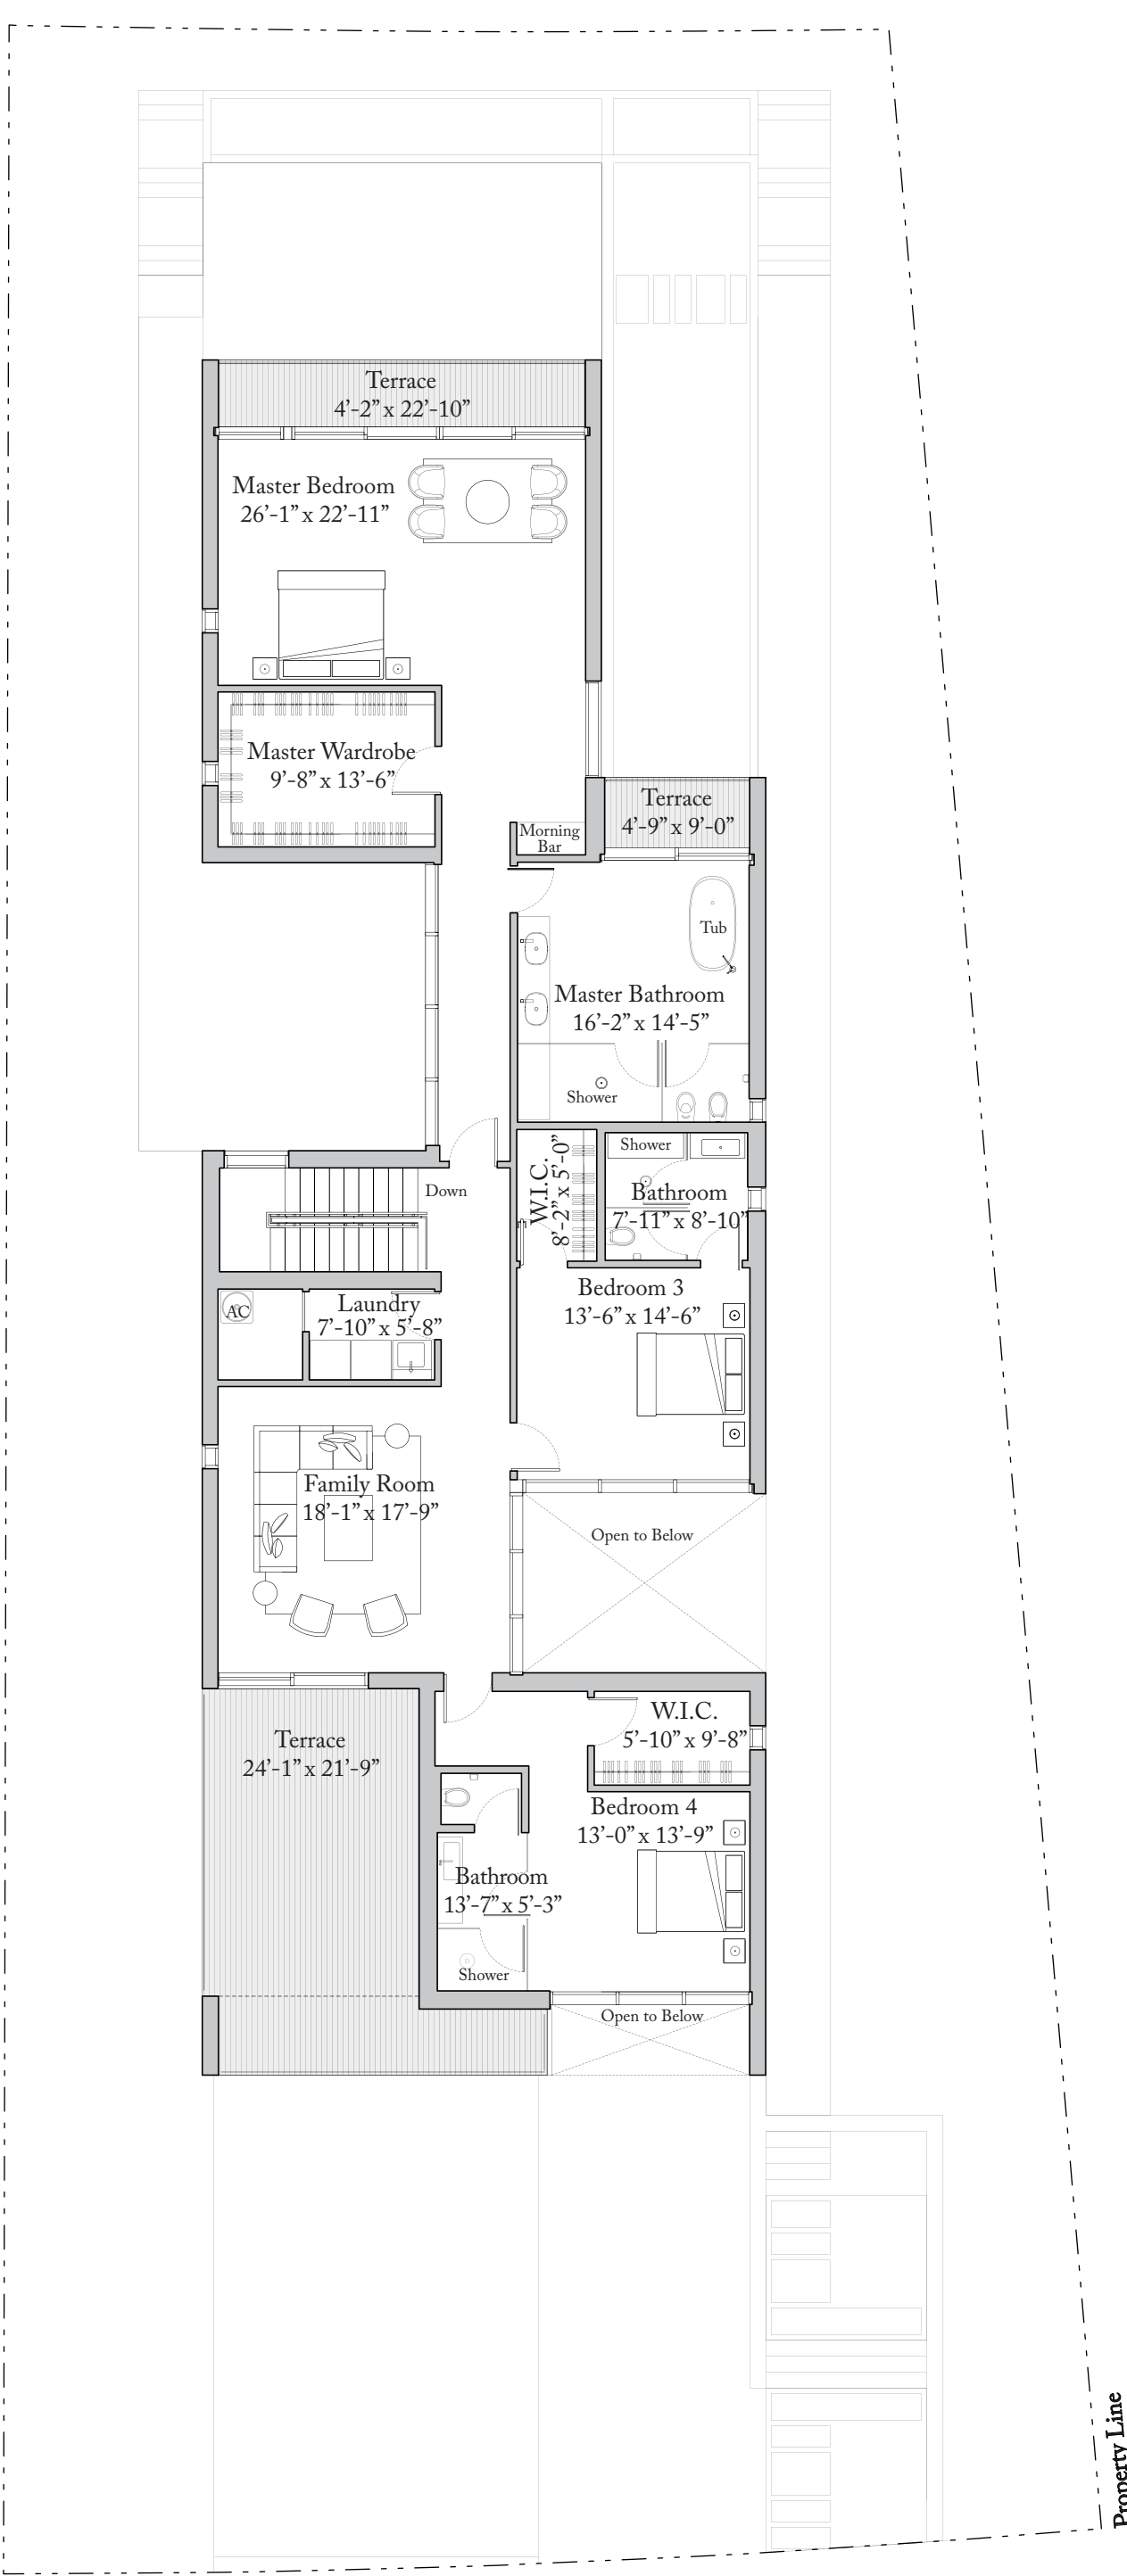 Terrace
4’-2” x 22’-10”
Master Bedroom
26’-1” x 22’-11”
Master Wardrobe
9’-8” x 13’-6”
Terrace
4’-9” x 9’-0”
Morning
Bar
Tub
Master Bathroom
16’-2” x 14’-5”
Shower
Down
W.I.C.
8’-2” x 5’-0”
Shower
Bathroom
7’-11” x 8’-10”
Bedroom 3
13’-6” x 14’-6”
AC
Laundry
7’-10” x 5’-8”
Family Room
18’-1” x 17’-9”
Open to Below
W.I.C.
5’-10” x 9’-8”
Terrace
24’-1” x 21’-9”
Bedroom 4
13’-0” x 13’-9”
Bathroom
13’-7” x 5’-3”
Shower
Open to Below
Property Line